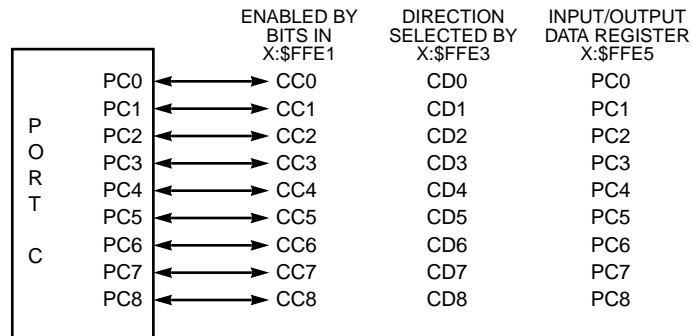 ENABLED BY BITS IN X:$FFE1
DIRECTION SELECTED BY X:$FFE3
INPUT/OUTPUT DATA REGISTER X:$FFE5
PORT C
PC0 CC0 CD0 PC0
PC1 CC1 CD1 PC1
PC2 CC2 CD2 PC2
PC3 CC3 CD3 PC3
PC4 CC4 CD4 PC4
PC5 CC5 CD5 PC5
PC6 CC6 CD6 PC6
PC7 CC7 CD7 PC7
PC8 CC8 CD8 PC8